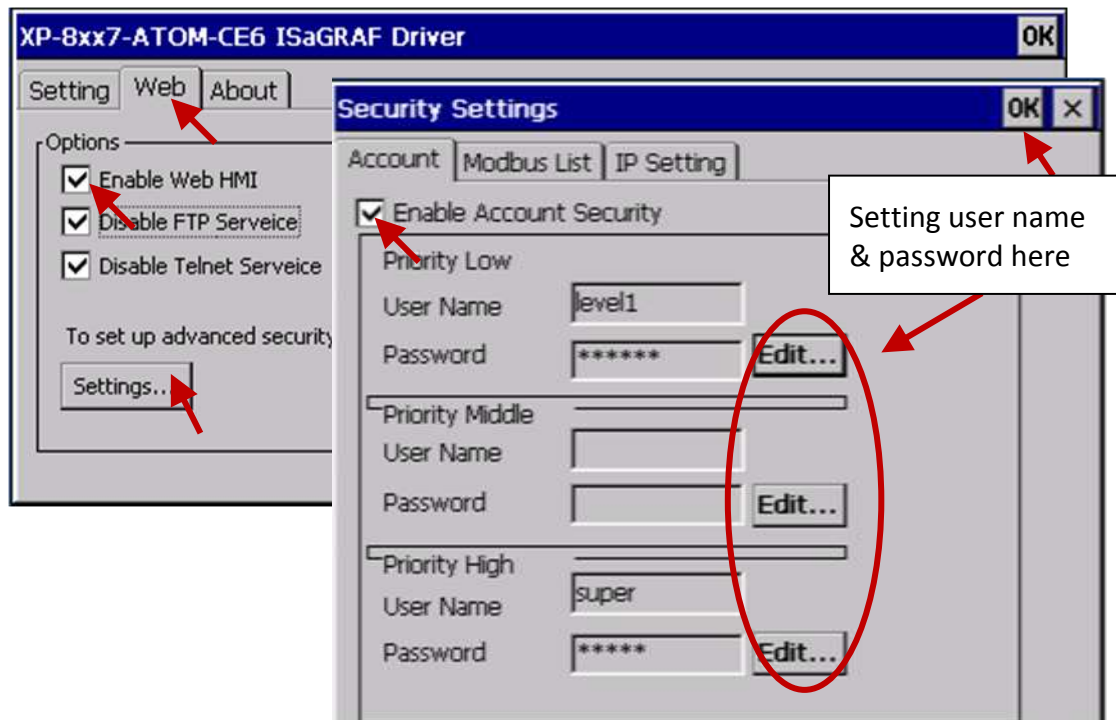 XP-8xx7-ATOM-CE6 ISaGRAF Driver
OK
Setting Web About
Options
Enable Web HMI
Disable FTP Serveice
Disable Telnet Serveice
To set up advanced security
Settings...
Security Settings
OK ×
Account Modbus List IP Setting
Enable Account Security
Setting user name
& password here
Priority Low
User Name level1
Password ****** Edit...
Priority Middle
User Name
Password Edit...
Priority High
User Name super
Password ***** Edit...